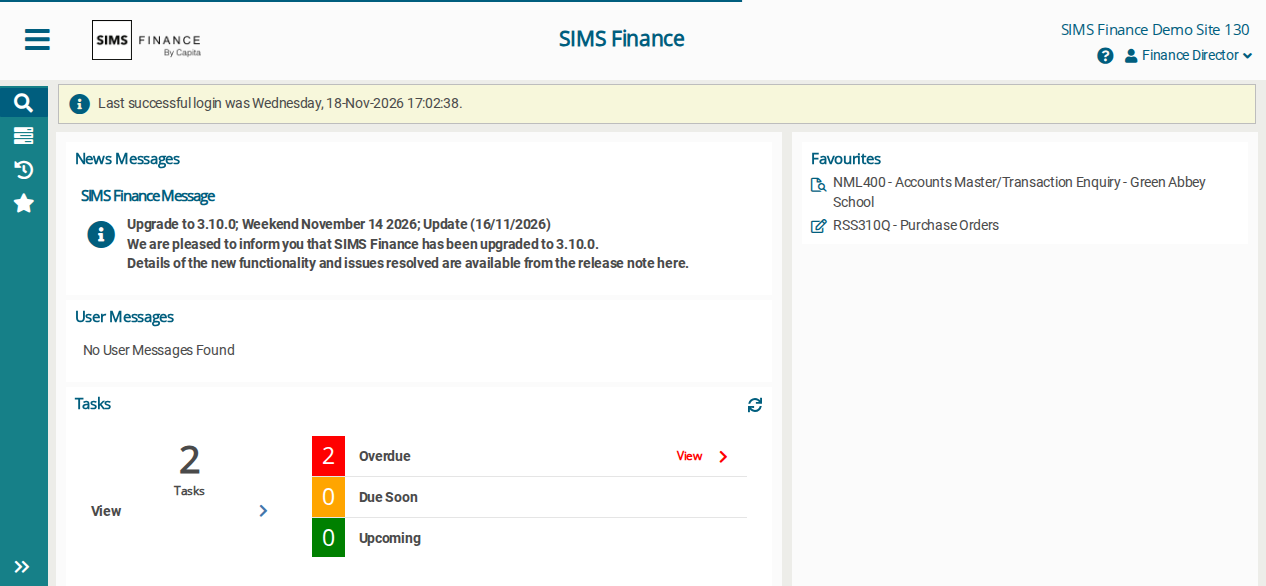 SIMS FINANCE
By Capita
SIMS Finance
SIMS Finance Demo Site 130
Finance Director
Last successful login was Wednesday, 18-Nov-2026 17:02:38.
News Messages
SIMS Finance Message
Upgrade to 3.10.0; Weekend November 14 2026; Update (16/11/2026)
We are pleased to inform you that SIMS Finance has been upgraded to 3.10.0.
Details of the new functionality and issues resolved are available from the release note here.
User Messages
No User Messages Found
Tasks
2
Tasks
View
2 Overdue View
0 Due Soon
0 Upcoming
Favourites
NML400 - Accounts Master/Transaction Enquiry - Green Abbey
School
RSS310Q - Purchase Orders